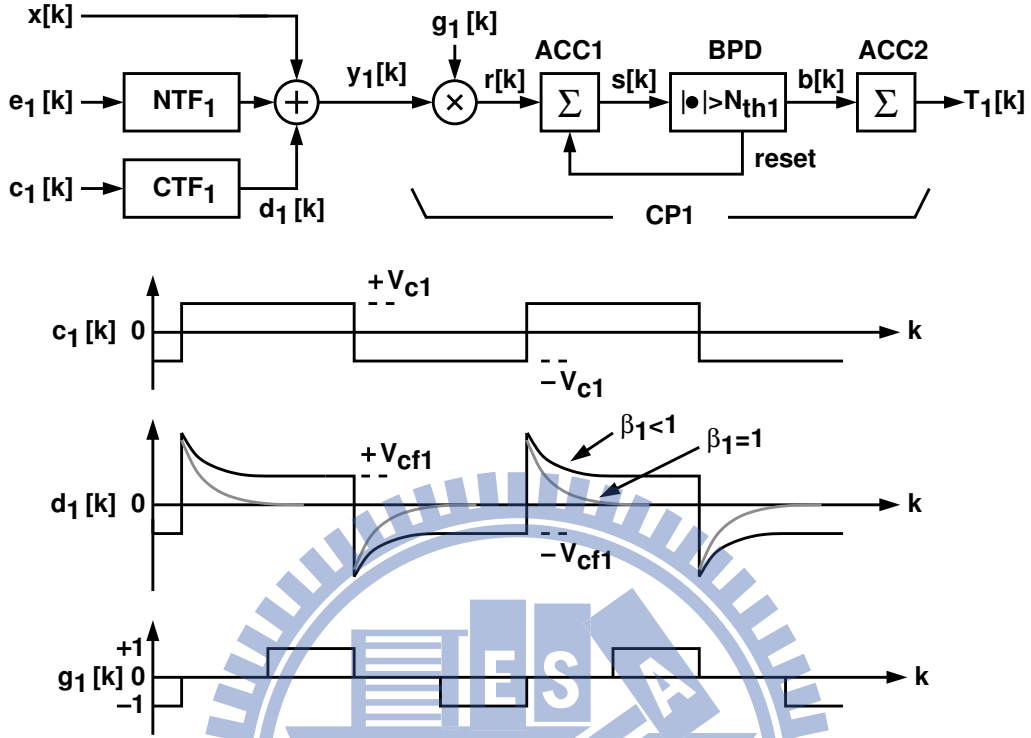 x[k]
g₁[k]
ACC1 BPD ACC2
e₁[k] NTF₁ + y₁[k] × r[k] Σ s[k] |●|>Nth1 b[k] Σ T₁[k]
reset
c₁[k] CTF₁ d₁[k]
CP1
+Vc1
c₁[k] 0 k
−Vc1
β₁<1
+Vcf1 β₁=1
d₁[k] 0 k
−Vcf1
+1
g₁[k] 0 k
−1
E S A